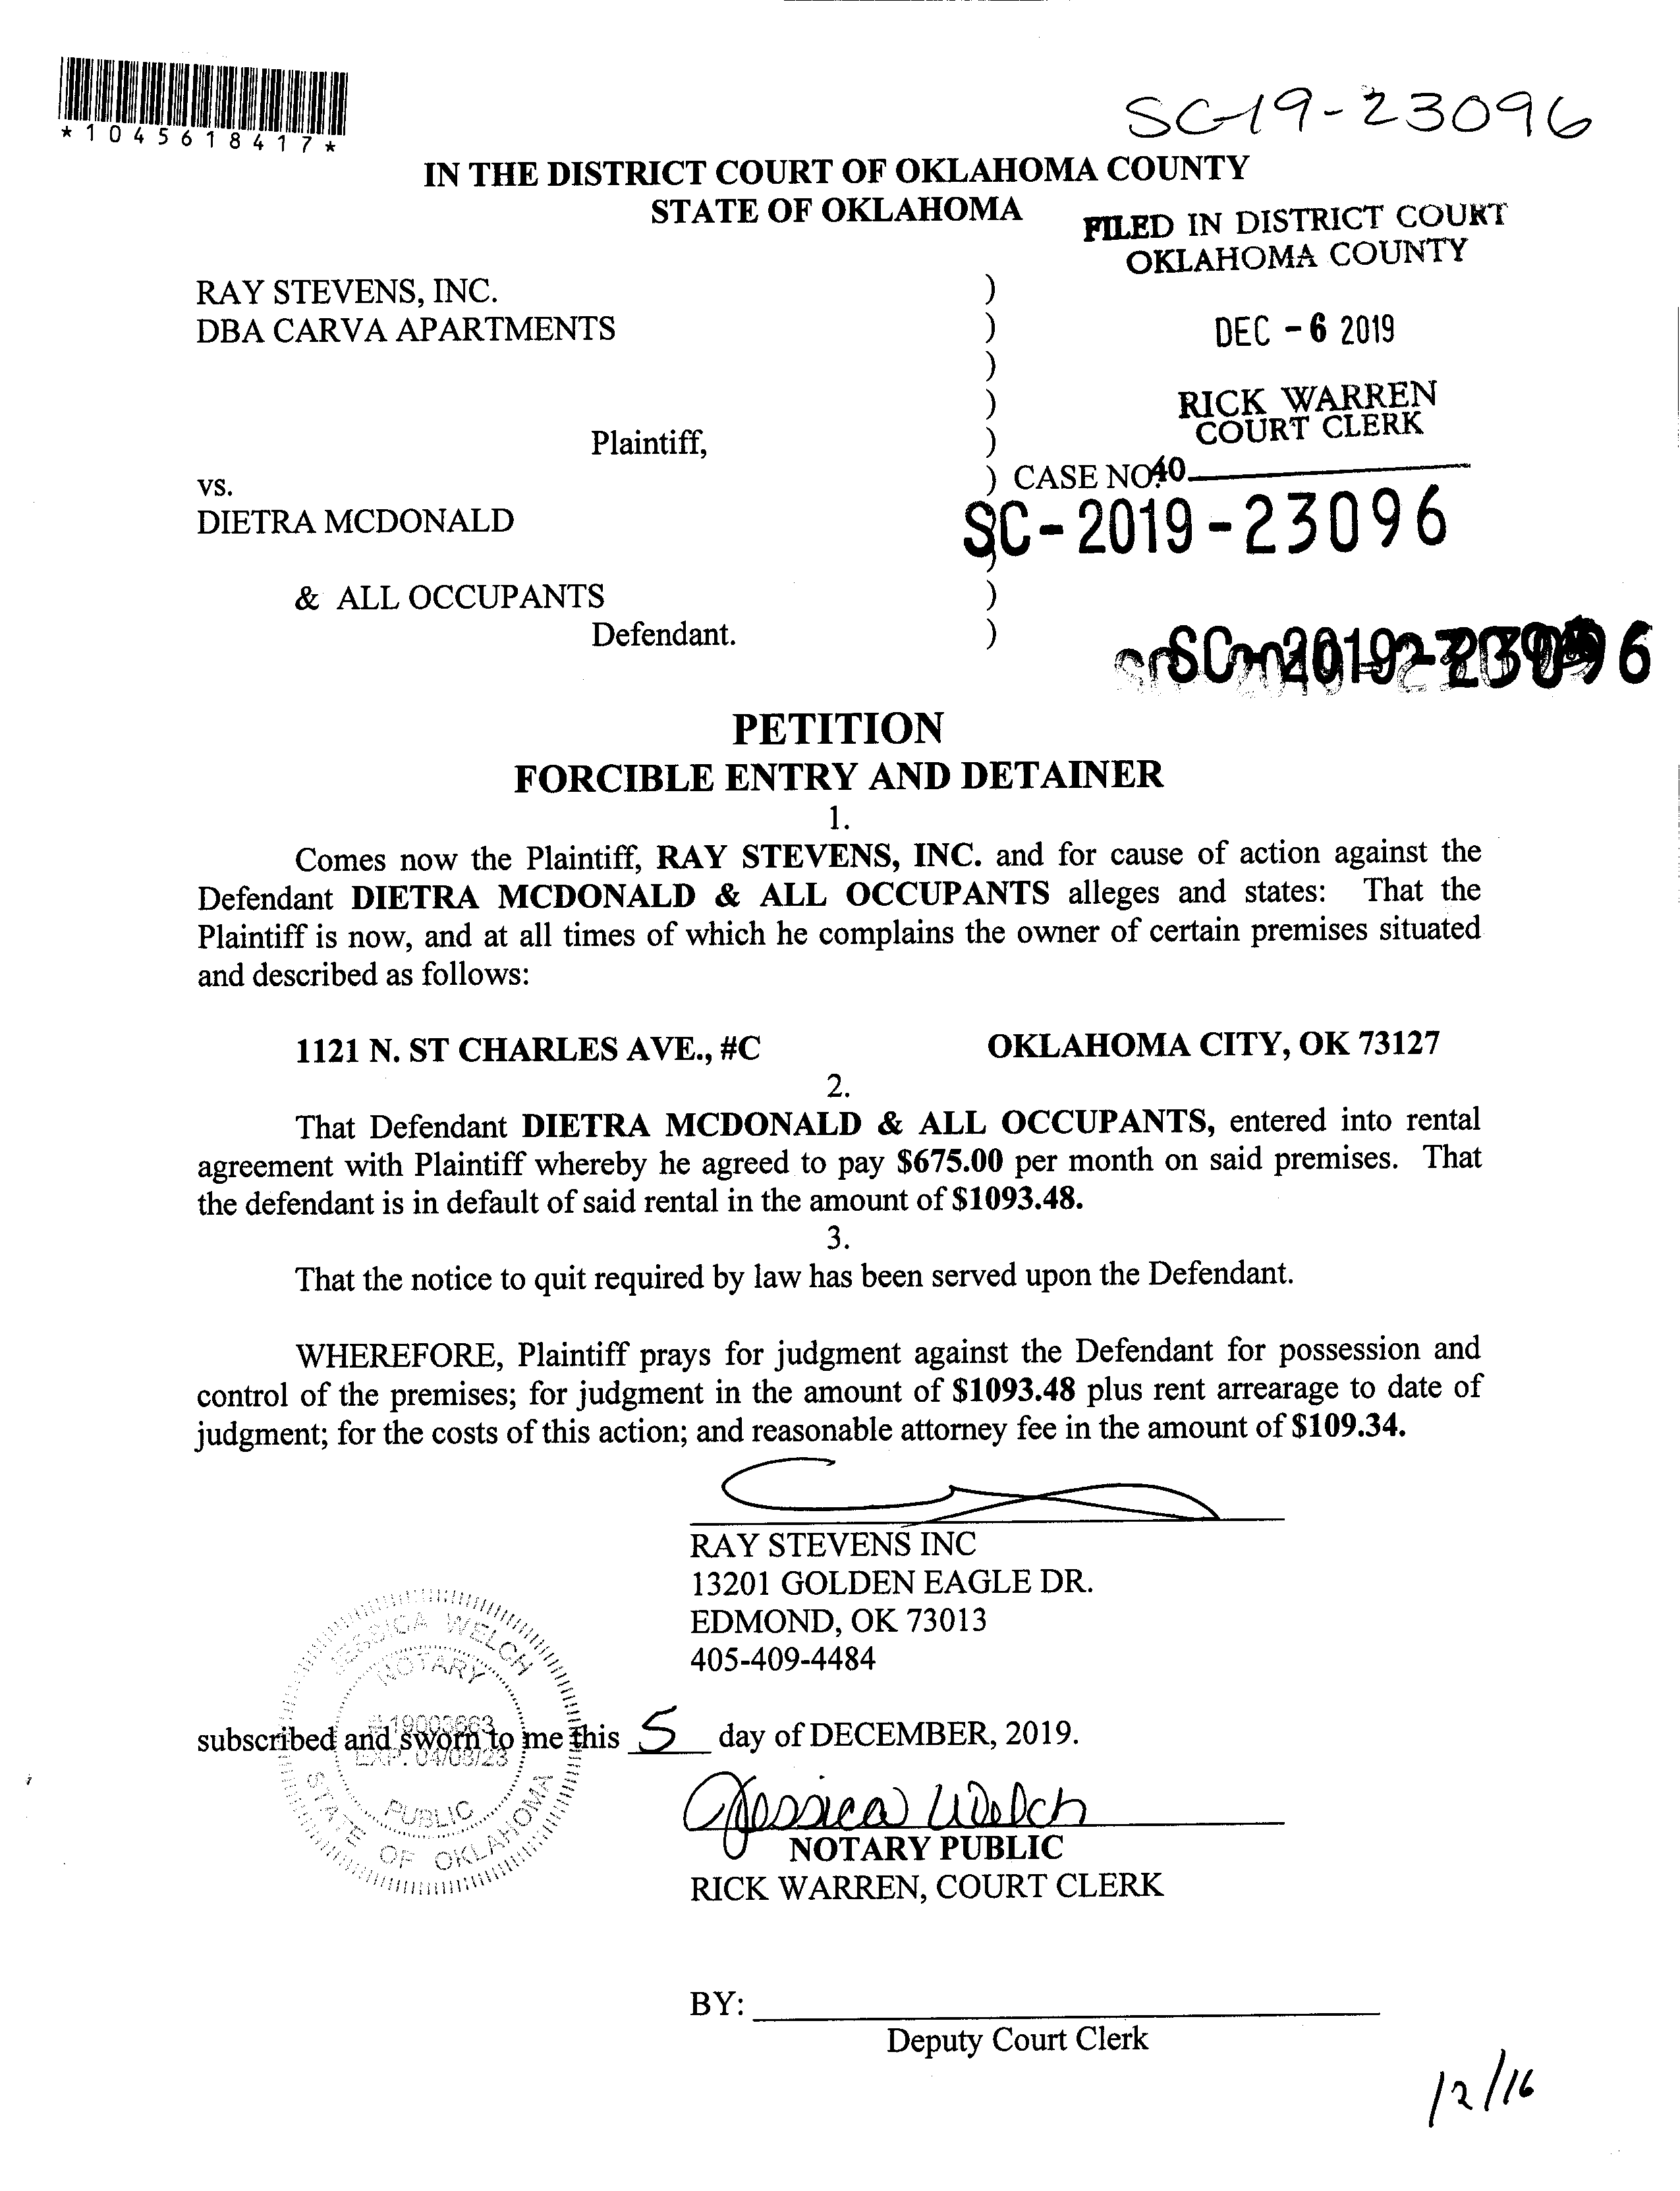 *1045618417*
SC-19-23096
IN THE DISTRICT COURT OF OKLAHOMA COUNTY
STATE OF OKLAHOMA
FILED IN DISTRICT COURT
OKLAHOMA COUNTY
RAY STEVENS, INC. )
DBA CARVA APARTMENTS )
DEC - 6 2019
)
)
RICK WARREN
COURT CLERK
Plaintiff, )
vs. ) CASE NO.
40
DIETRA MCDONALD
SC-2019-23096
)
& ALL OCCUPANTS )
Defendant. )
SC-2019-23096
PETITION
FORCIBLE ENTRY AND DETAINER
1.
Comes now the Plaintiff, RAY STEVENS, INC. and for cause of action against the
Defendant DIETRA MCDONALD & ALL OCCUPANTS alleges and states: That the
Plaintiff is now, and at all times of which he complains the owner of certain premises situated
and described as follows:
1121 N. ST CHARLES AVE., #C OKLAHOMA CITY, OK 73127
2.
That Defendant DIETRA MCDONALD & ALL OCCUPANTS, entered into rental
agreement with Plaintiff whereby he agreed to pay $675.00 per month on said premises. That
the defendant is in default of said rental in the amount of $1093.48.
3.
That the notice to quit required by law has been served upon the Defendant.
WHEREFORE, Plaintiff prays for judgment against the Defendant for possession and
control of the premises; for judgment in the amount of $1093.48 plus rent arrearage to date of
judgment; for the costs of this action; and reasonable attorney fee in the amount of $109.34.
RAY STEVENS INC
13201 GOLDEN EAGLE DR.
EDMOND, OK 73013
405-409-4484
JESSICA WELCH
NOTARY
# 19003663
EXP. 04/08/23
PUBLIC
STATE OF OKLAHOMA
subscribed and sworn to me this 5 day of DECEMBER, 2019.
Jessica Welch
NOTARY PUBLIC
RICK WARREN, COURT CLERK
BY:
Deputy Court Clerk
12/16